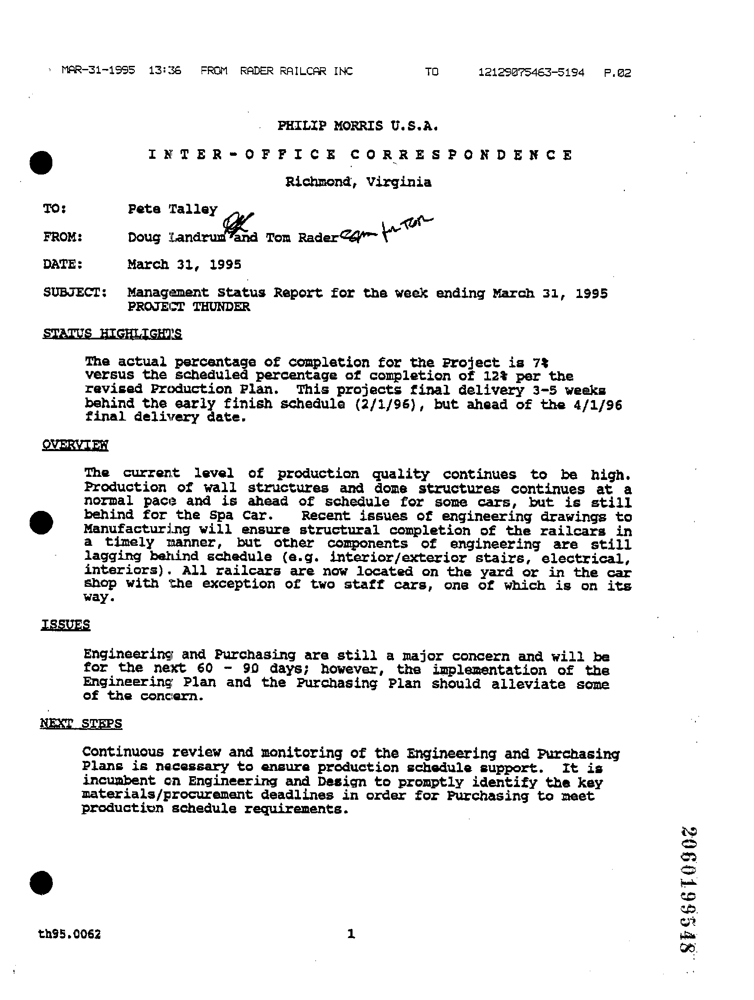 MAR-31-1995 13:36 FROM RADER RAILCAR INC TO 12129075463-5194 P.02
PHILIP MORRIS U.S.A.
INTER-OFFICE CORRESPONDENCE
Richmond, Virginia
TO: Pete Talley
FROM: Doug Landrum and Tom Rader for TGR
DATE: March 31, 1995
SUBJECT: Management Status Report for the week ending March 31, 1995
PROJECT THUNDER
STATUS HIGHLIGHTS
The actual percentage of completion for the Project is 7%
versus the scheduled percentage of completion of 12% per the
revised Production Plan. This projects final delivery 3-5 weeks
behind the early finish schedule (2/1/96), but ahead of the 4/1/96
final delivery date.
OVERVIEW
The current level of production quality continues to be high.
Production of wall structures and dome structures continues at a
normal pace and is ahead of schedule for some cars, but is still
behind for the Spa Car. Recent issues of engineering drawings to
Manufacturing will ensure structural completion of the railcars in
a timely manner, but other components of engineering are still
lagging behind schedule (e.g. interior/exterior stairs, electrical,
interiors). All railcars are now located on the yard or in the car
shop with the exception of two staff cars, one of which is on its
way.
ISSUES
Engineering and Purchasing are still a major concern and will be
for the next 60 - 90 days; however, the implementation of the
Engineering Plan and the Purchasing Plan should alleviate some
of the concern.
NEXT STEPS
Continuous review and monitoring of the Engineering and Purchasing
Plans is necessary to ensure production schedule support. It is
incumbent on Engineering and Design to promptly identify the key
materials/procurement deadlines in order for Purchasing to meet
production schedule requirements.
2060199548
th95.0062 1